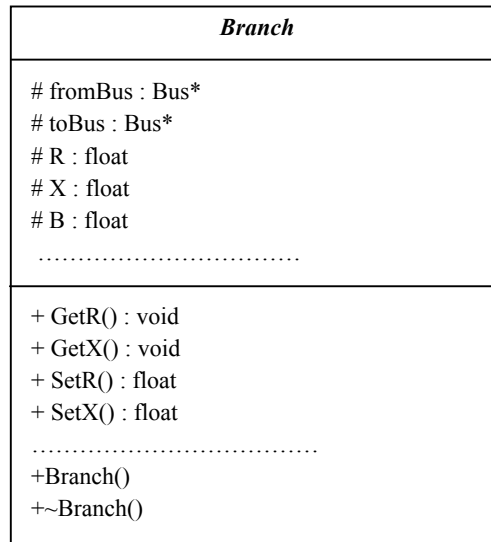 Branch
# fromBus : Bus*
# toBus : Bus*
# R : float
# X : float
# B : float
.................................
+ GetR() : void
+ GetX() : void
+ SetR() : float
+ SetX() : float
....................................
+Branch()
+~Branch()